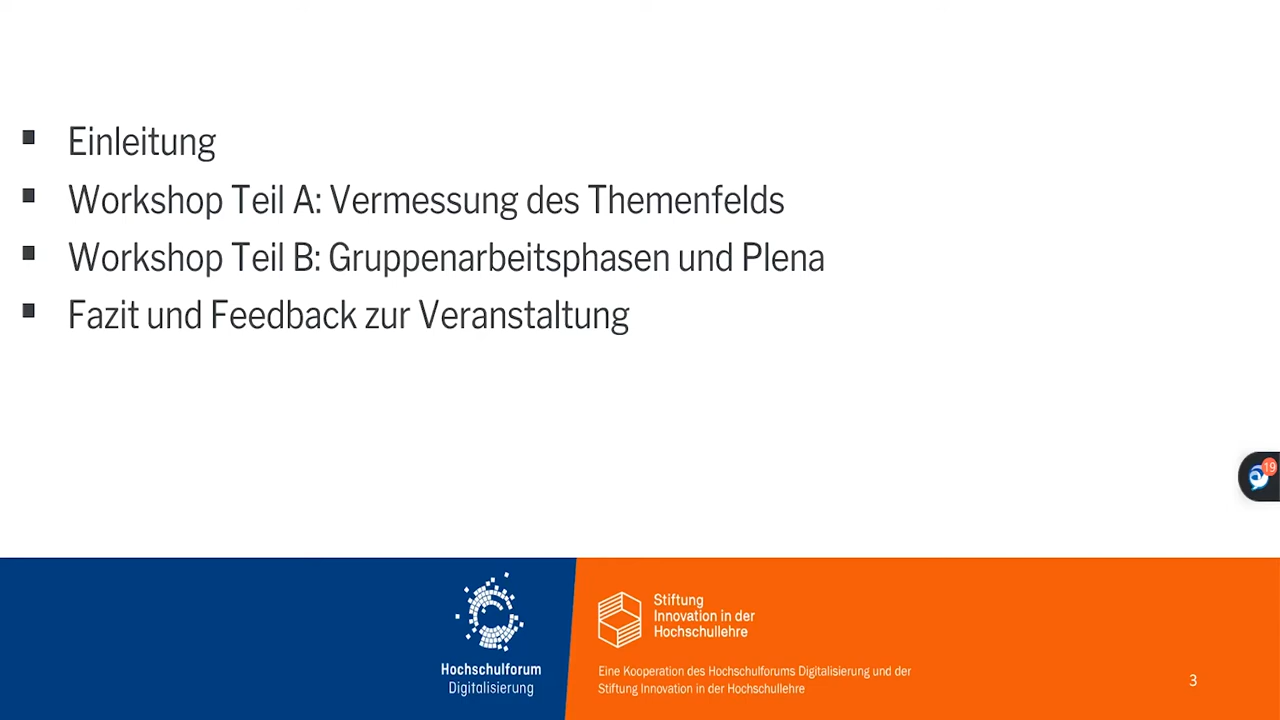 ▪ Einleitung
▪ Workshop Teil A: Vermessung des Themenfelds
▪ Workshop Teil B: Gruppenarbeitsphasen und Plena
▪ Fazit und Feedback zur Veranstaltung
19
Hochschulforum
Digitalisierung
Stiftung
Innovation in der
Hochschullehre
Eine Kooperation des Hochschulforums Digitalisierung und der
Stiftung Innovation in der Hochschullehre
3